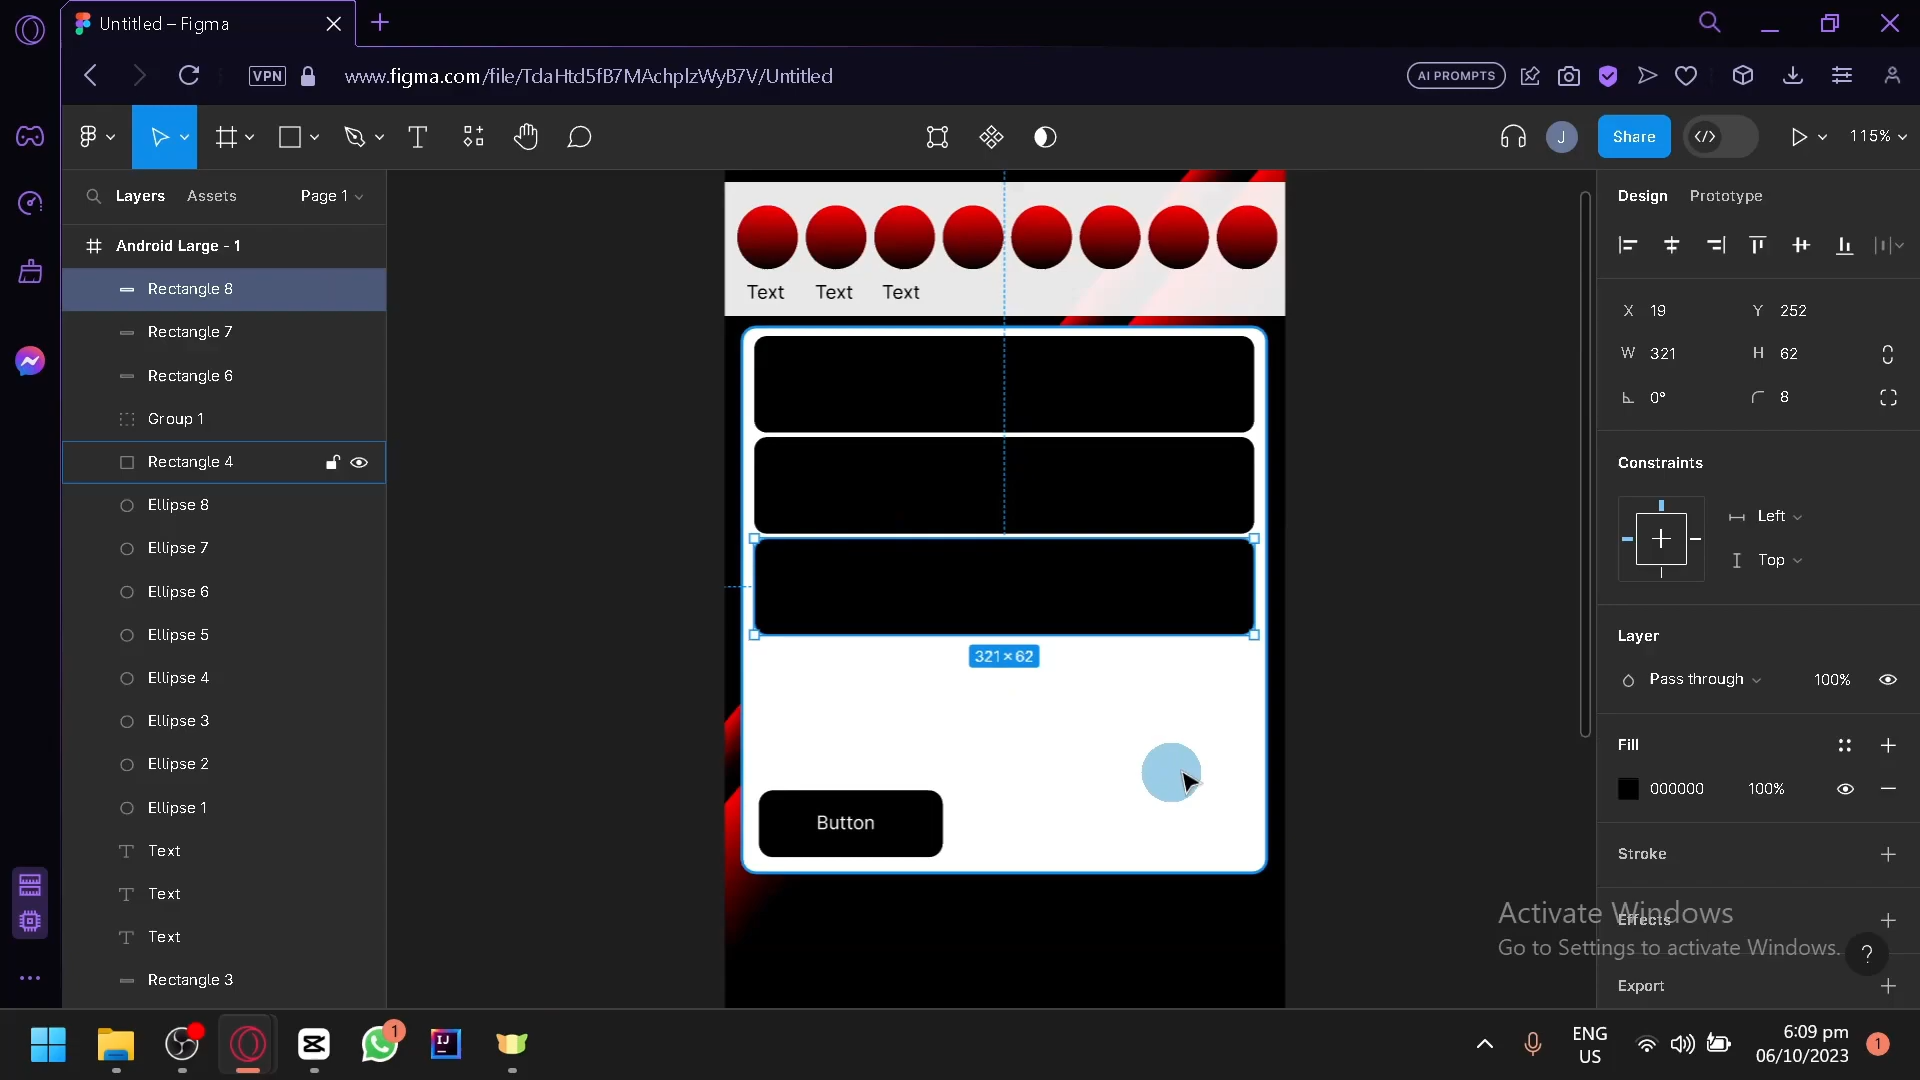 Untitled – Figma
VPN
www.figma.com/file/TdaHtd5fB7MAchplzWyB7V/Untitled
AI PROMPTS
J
Share
115%
Layers
Assets
Page 1
Design
Prototype
Android Large - 1
Rectangle 8
Rectangle 7
Rectangle 6
Group 1
Rectangle 4
Ellipse 8
Ellipse 7
Ellipse 6
Ellipse 5
Ellipse 4
Ellipse 3
Ellipse 2
Ellipse 1
Text
Text
Text
Rectangle 3
Text
Text
Text
321 × 62
Button
X 19
Y 252
W 321
H 62
0°
8
Constraints
Left
Top
Layer
Pass through
100%
Fill
000000
100%
Stroke
Effects
Export
Activate Windows
Go to Settings to activate Windows.
?
1
IJ
ENG
US
6:09 pm
06/10/2023
1